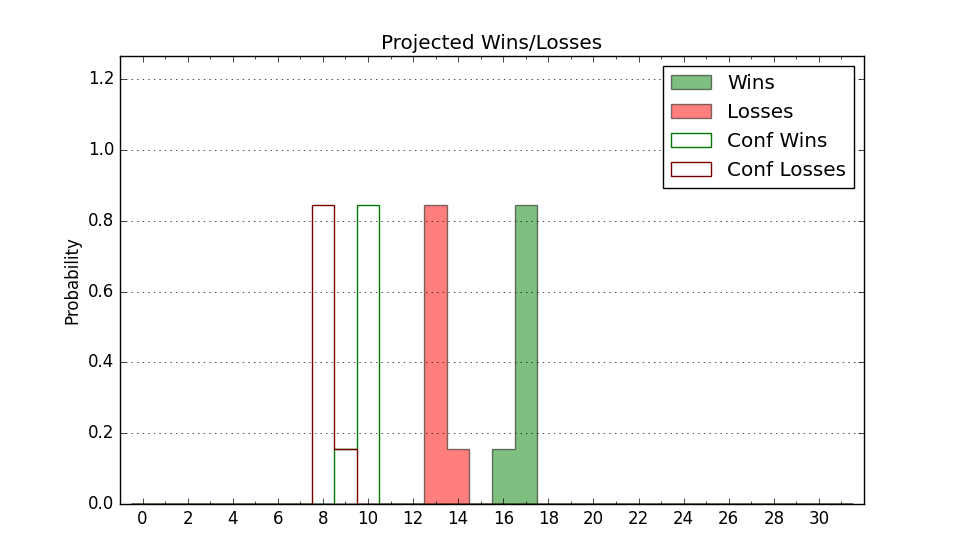 Projected Wins/Losses
Wins
Losses
Conf Wins
Conf Losses
Probability
1.2
1.0
0.8
0.6
0.4
0.2
0.0
0 2 4 6 8 10 12 14 16 18 20 22 24 26 28 30